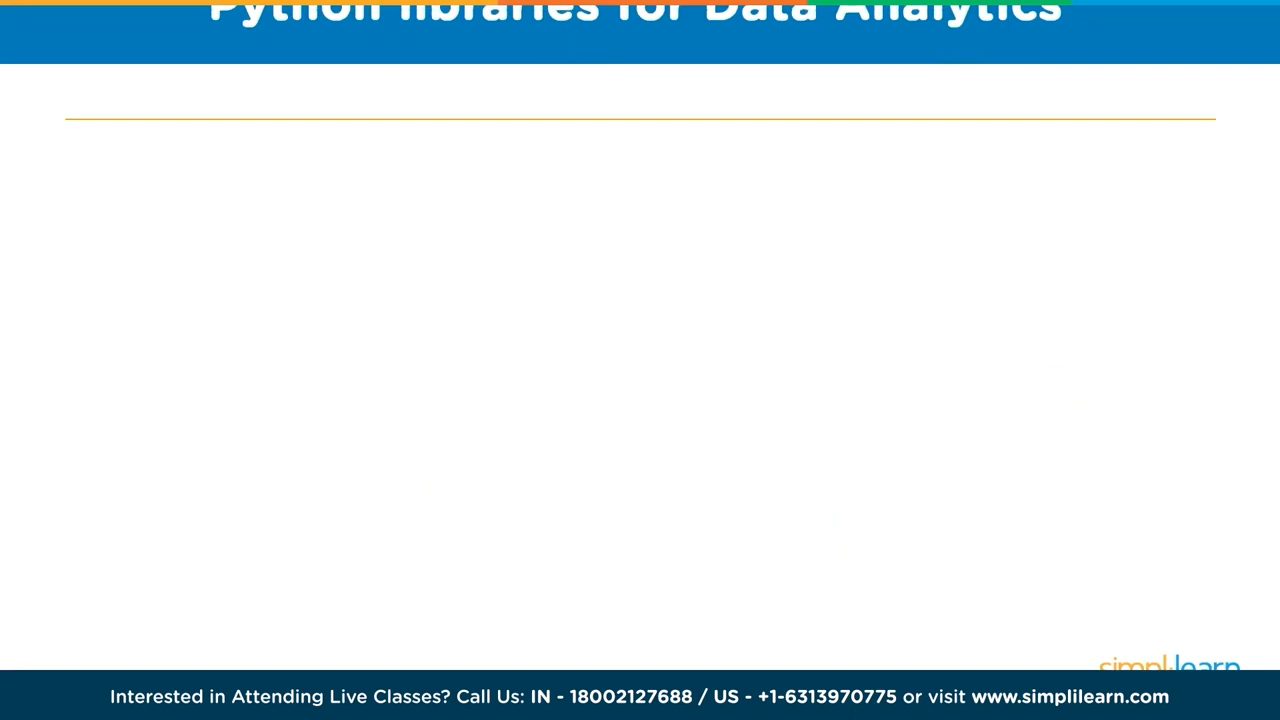 Python libraries for Data Analytics
simplilearn
Interested in Attending Live Classes? Call Us: IN - 18002127688 / US - +1-6313970775 or visit www.simplilearn.com